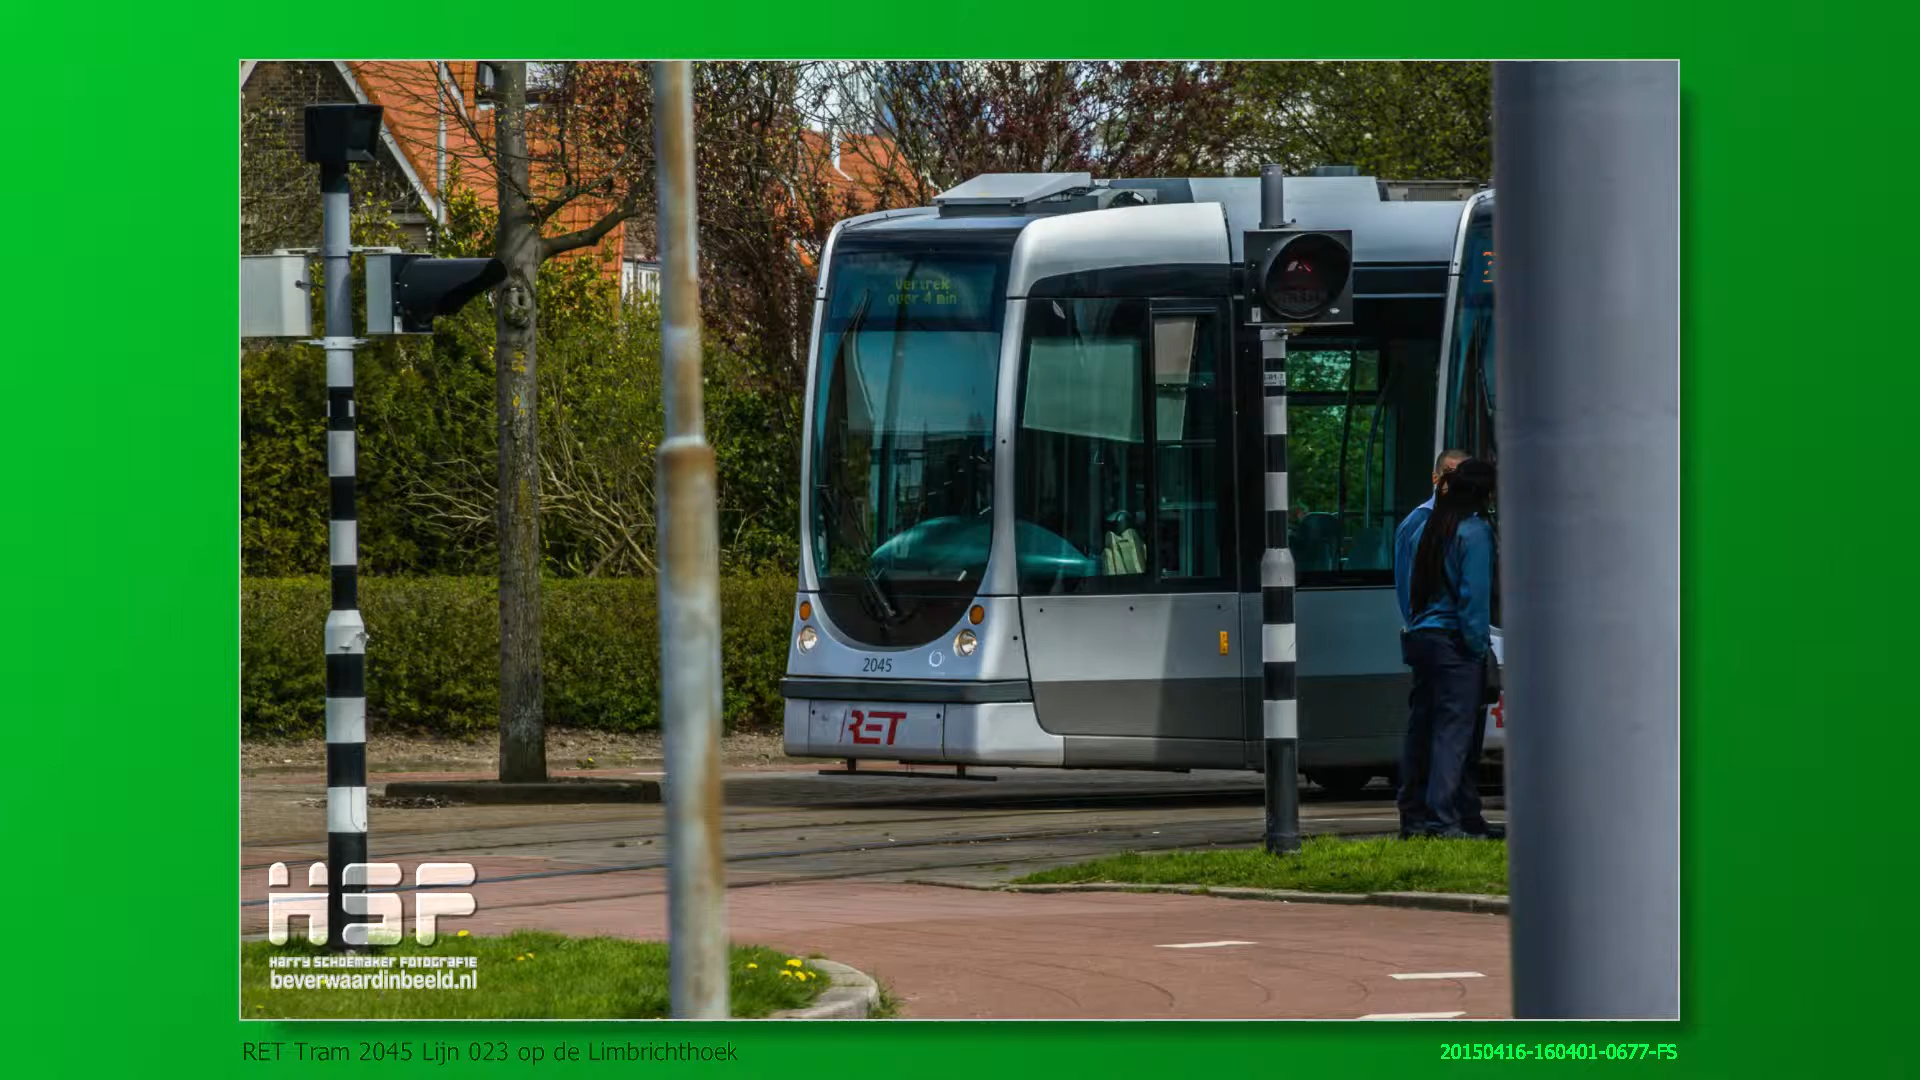 Vertrek
over 4 min
2045
RET
HSF
HARRY SCHOEMAKER FOTOGRAFIE
beverwaardinbeeld.nl
RET Tram 2045 Lijn 023 op de Limbrichthoek
20150416-160401-0677-FS